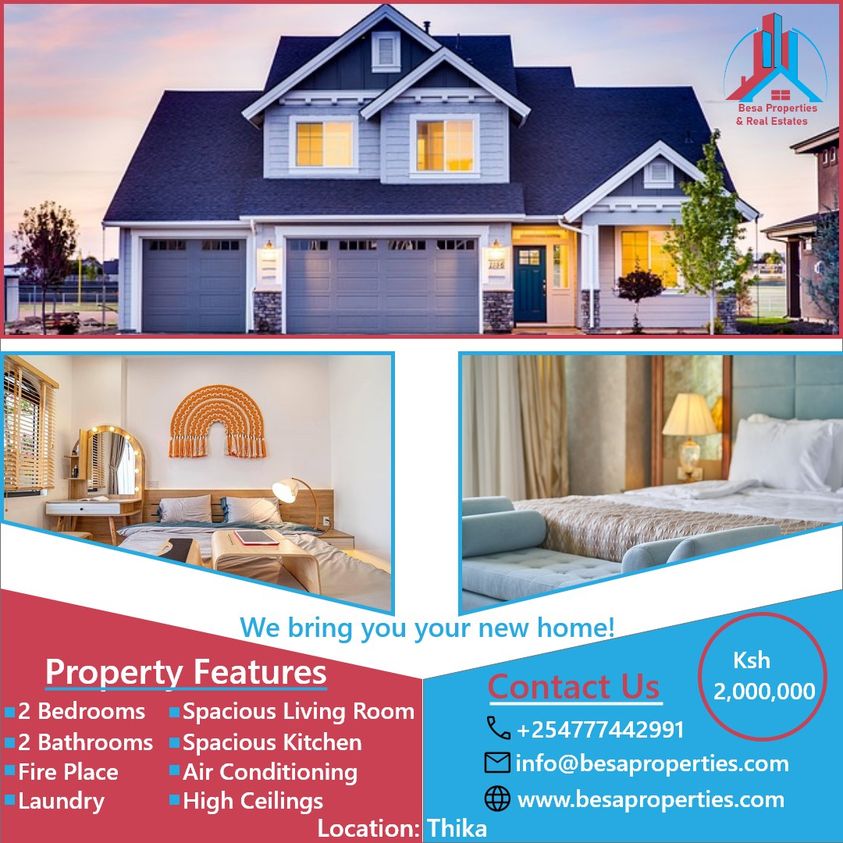 Besa Properties
& Real Estates
We bring you your new home!
Property Features
2 Bedrooms
2 Bathrooms
Fire Place
Laundry
Spacious Living Room
Spacious Kitchen
Air Conditioning
High Ceilings
Contact Us
+254777442991
info@besaproperties.com
www.besaproperties.com
Ksh
2,000,000
Location: Thika